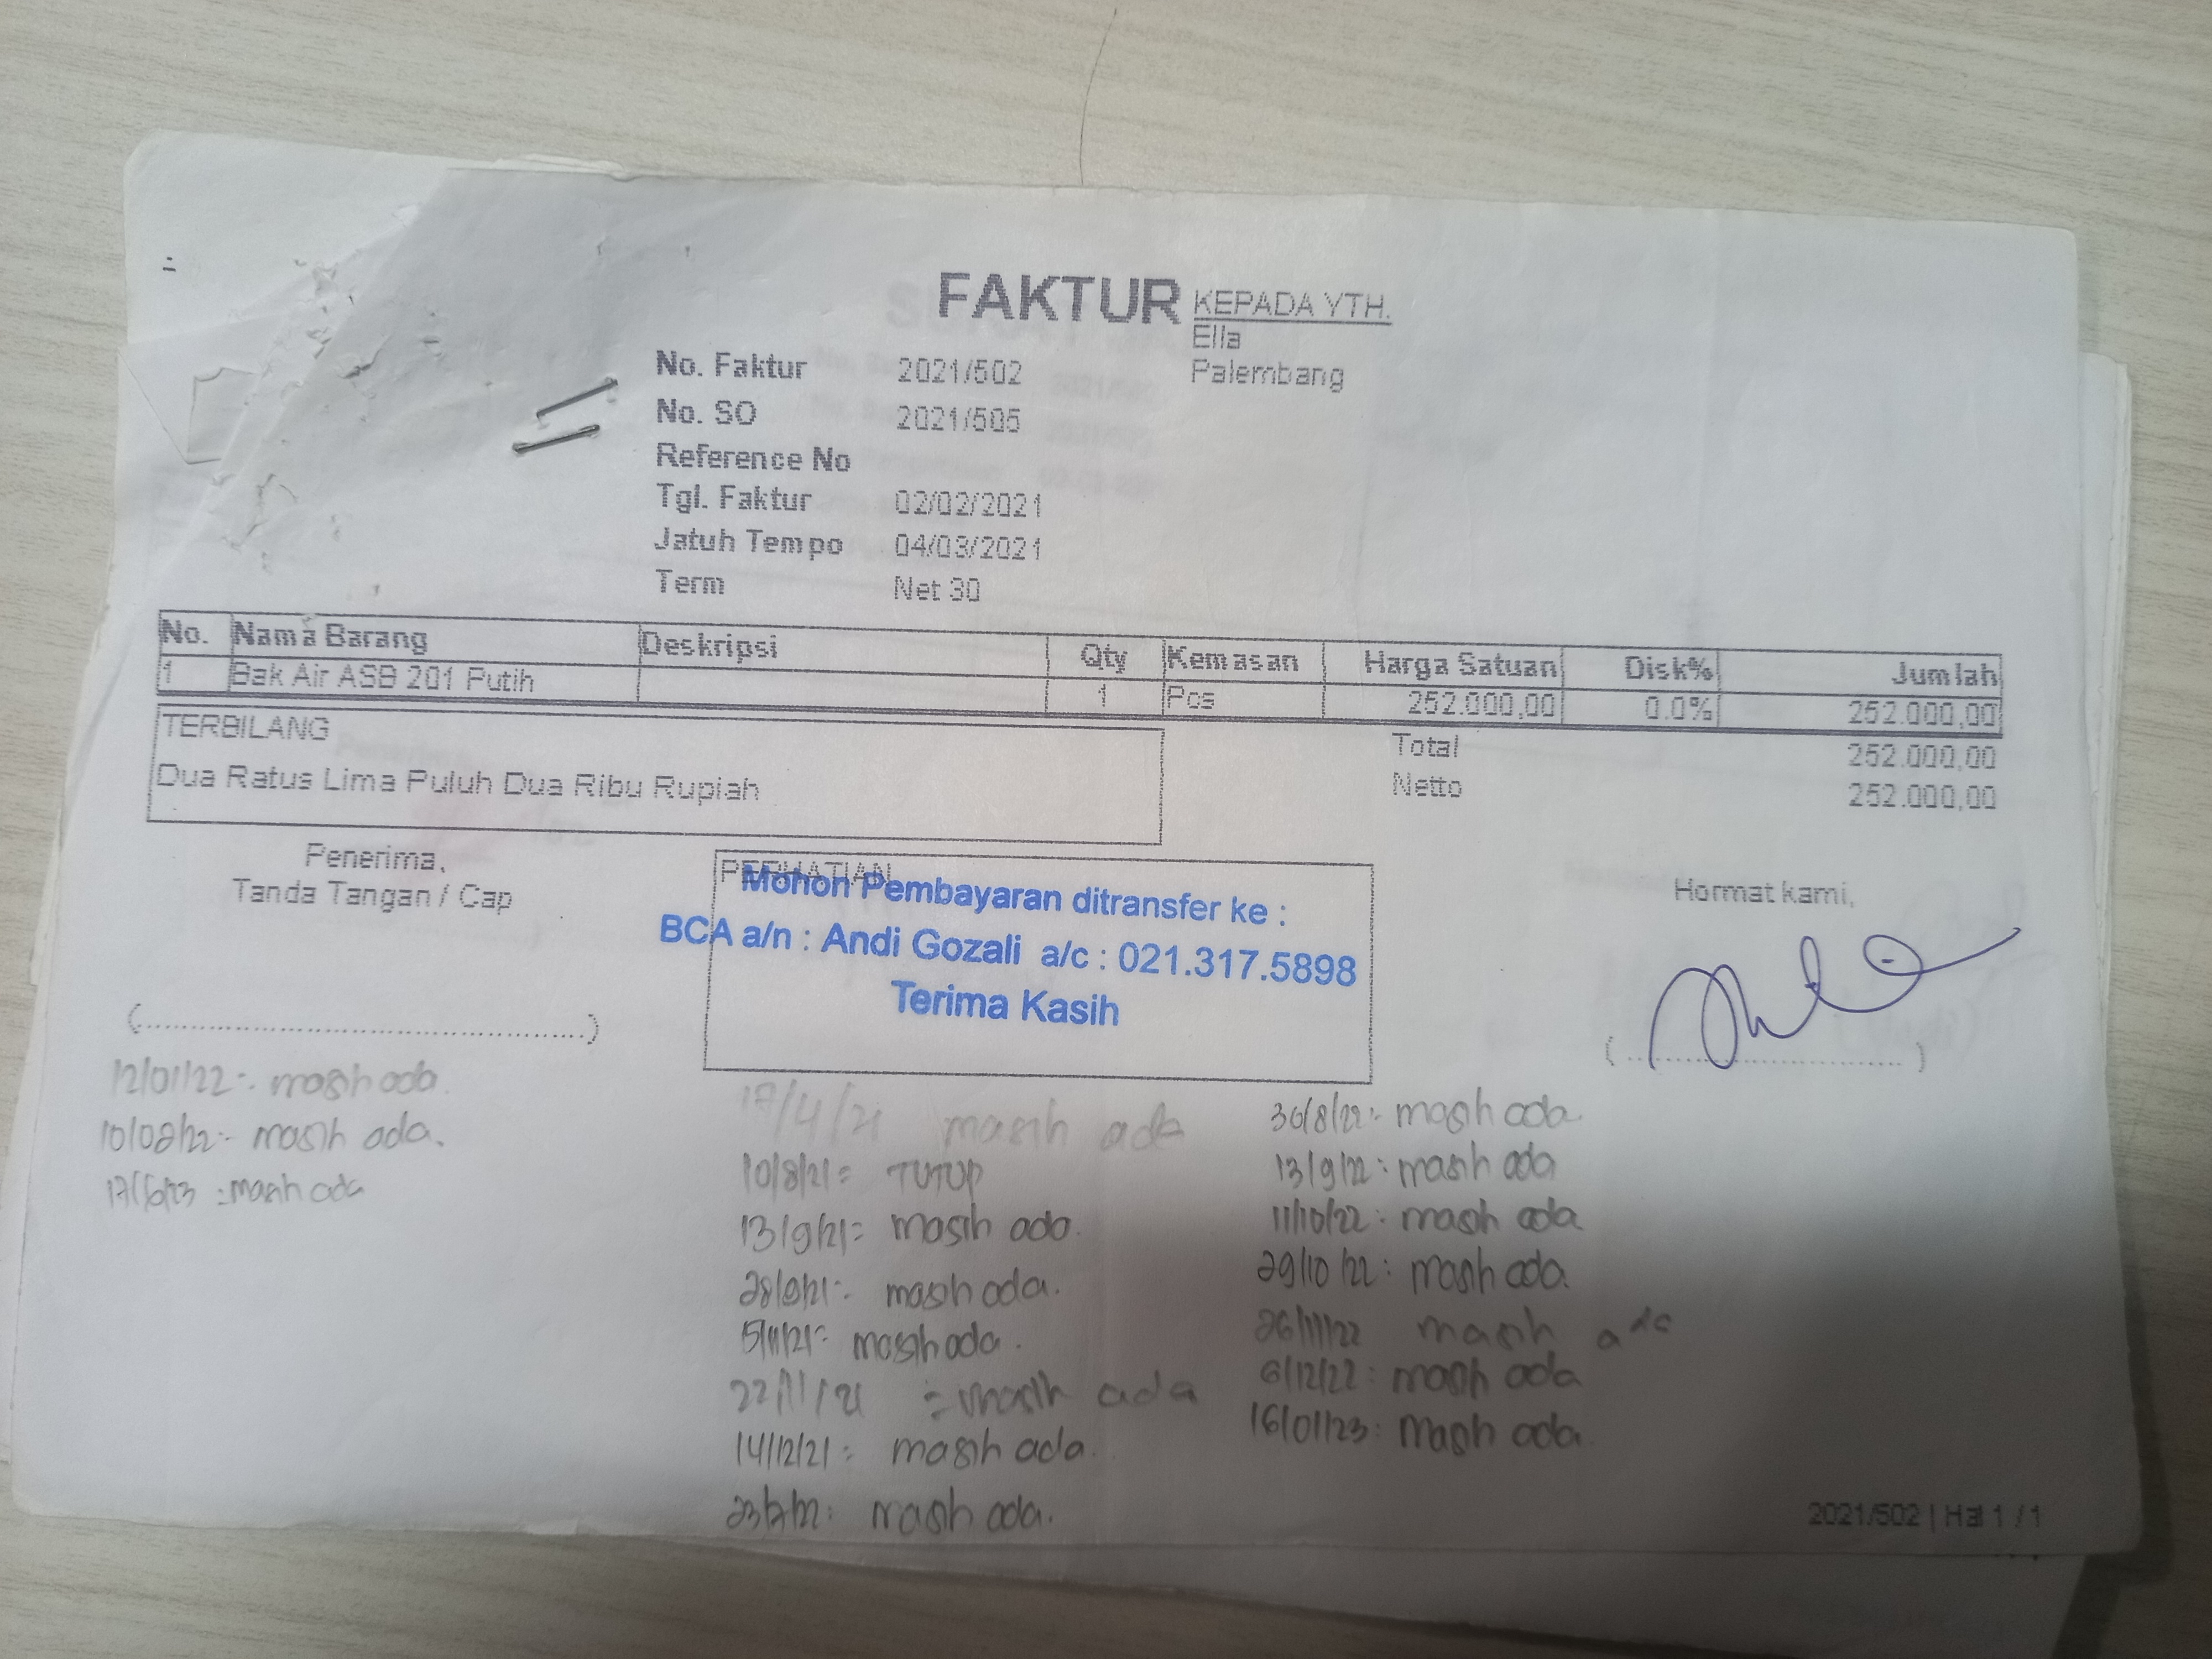 FAKTUR
KEPADA YTH.
Ella
Palembang
No. Faktur 2021/502
No. SO 2021/505
Reference No
Tgl. Faktur 02/02/2021
Jatuh Tempo 04/03/2021
Term Net 30
No. Nama Barang Deskripsi Qty Kemasan Harga Satuan Disk% Jumlah
1 Bak Air ASB 201 Putih 1 Pcs 252.000,00 0.0% 252.000,00
TERBILANG
Dua Ratus Lima Puluh Dua Ribu Rupiah
Total 252.000,00
Netto 252.000,00
Penerima,
Tanda Tangan / Cap
PERHATIAN
Mohon Pembayaran ditransfer ke :
BCA a/n : Andi Gozali a/c : 021.317.5898
Terima Kasih
Hormat kami,
12/01/22:- masih ada.
masih ada.
:masih ada
17/4/21 masih ada
10/8/21= TUTUP
13/9/21= masih ada.
28/9/21:- masih ada.
masih ada.
22/11/21 = masih ada
14/12/21: masih ada.
masih ada.
30/8/22:- masih ada.
13/9/22: masih ada
11/10/22: masih ada
29/10/22: masih ada.
26/11/22 masih ada
6/12/22: masih ada
16/01/23: masih ada.
2021/502 | Hal 1 / 1